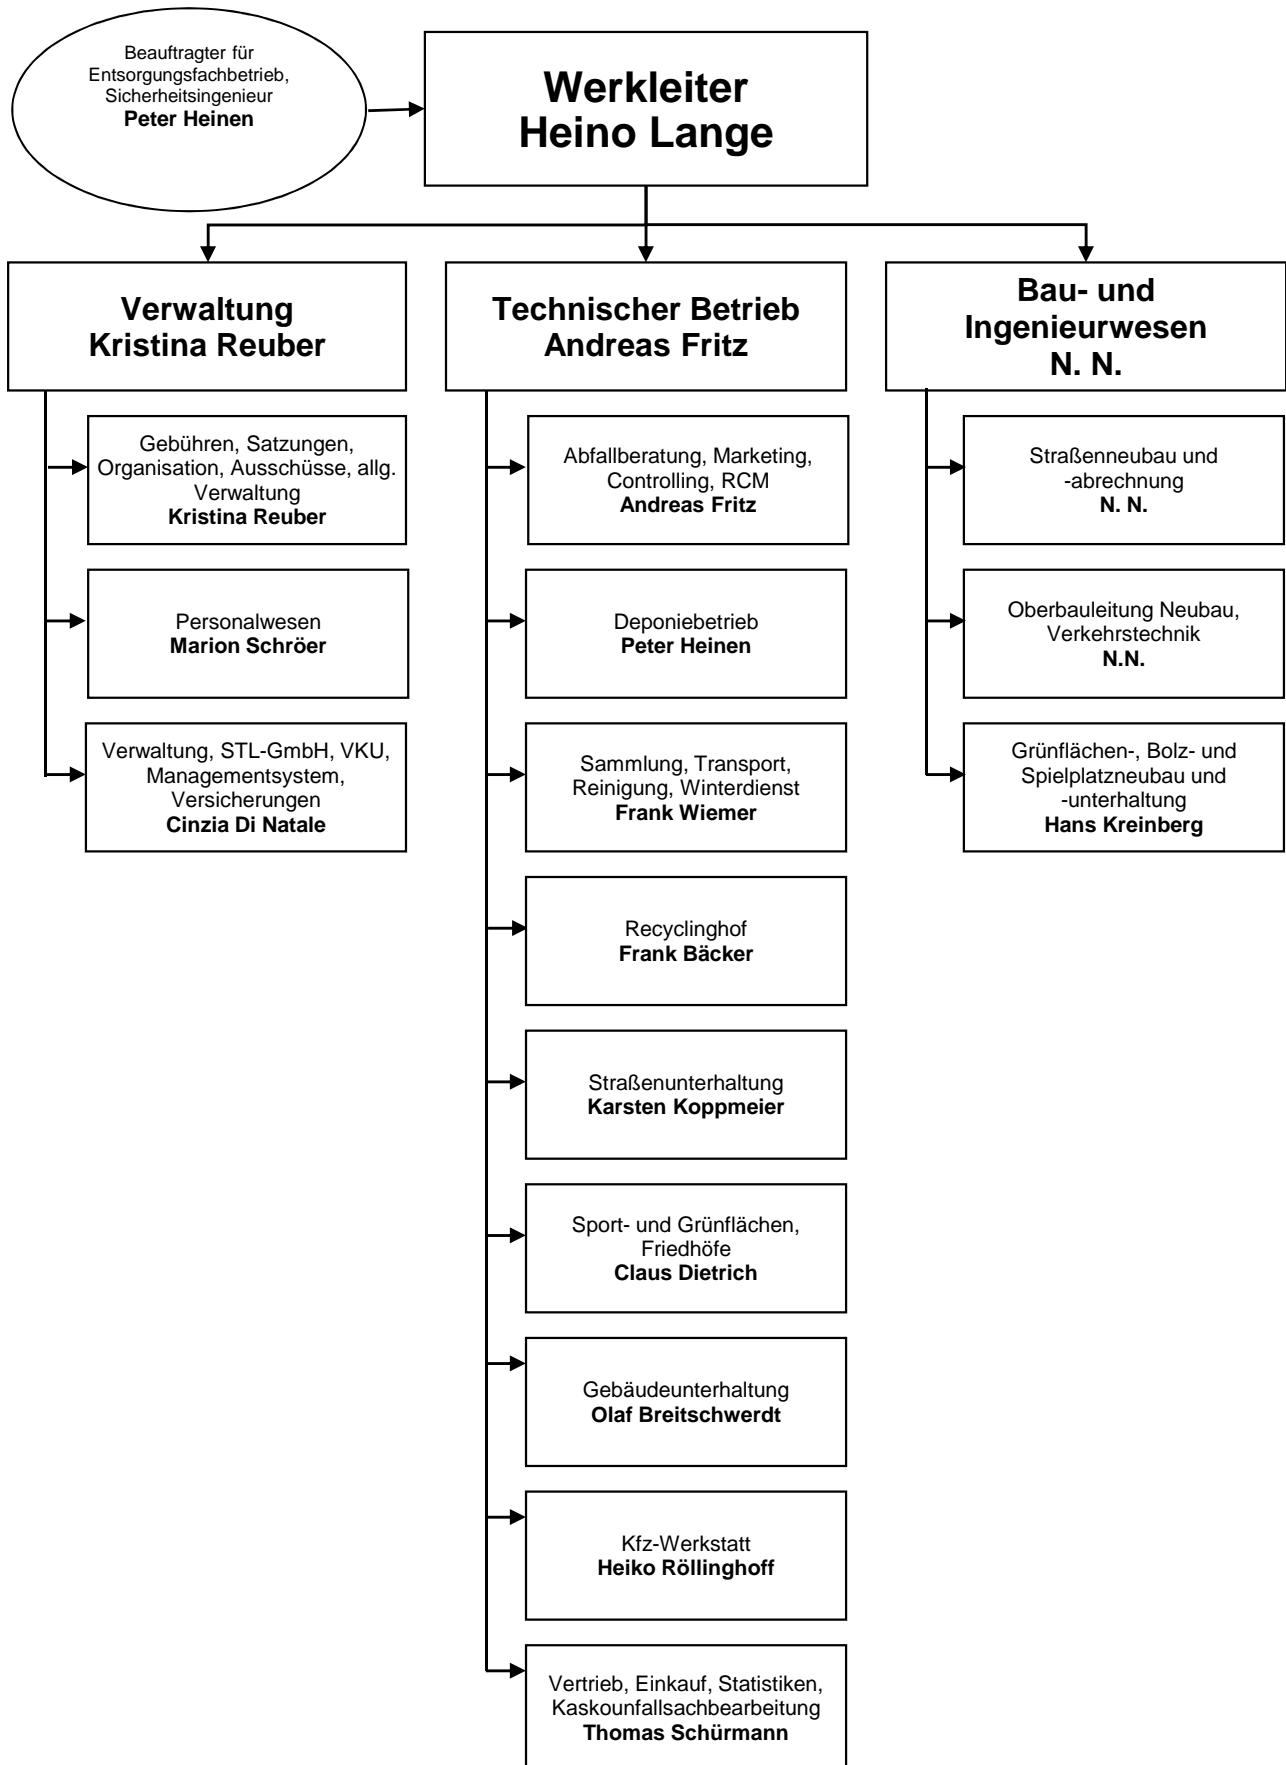 Beauftragter für
Entsorgungsfachbetrieb,
Sicherheitsingenieur
Peter Heinen
Werkleiter
Heino Lange
Verwaltung
Kristina Reuber
Gebühren, Satzungen,
Organisation, Ausschüsse, allg.
Verwaltung
Kristina Reuber
Personalwesen
Marion Schröer
Verwaltung, STL-GmbH, VKU,
Managementsystem,
Versicherungen
Cinzia Di Natale
Technischer Betrieb
Andreas Fritz
Abfallberatung, Marketing,
Controlling, RCM
Andreas Fritz
Deponiebetrieb
Peter Heinen
Sammlung, Transport,
Reinigung, Winterdienst
Frank Wiemer
Recyclinghof
Frank Bäcker
Straßenunterhaltung
Karsten Koppmeier
Sport- und Grünflächen,
Friedhöfe
Claus Dietrich
Gebäudeunterhaltung
Olaf Breitschwerdt
Kfz-Werkstatt
Heiko Röllinghoff
Vertrieb, Einkauf, Statistiken,
Kaskounfallsachbearbeitung
Thomas Schürmann
Bau- und
Ingenieurwesen
N. N.
Straßenneubau und
-abrechnung
N. N.
Oberbauleitung Neubau,
Verkehrstechnik
N.N.
Grünflächen-, Bolz- und
Spielplatzneubau und
-unterhaltung
Hans Kreinberg